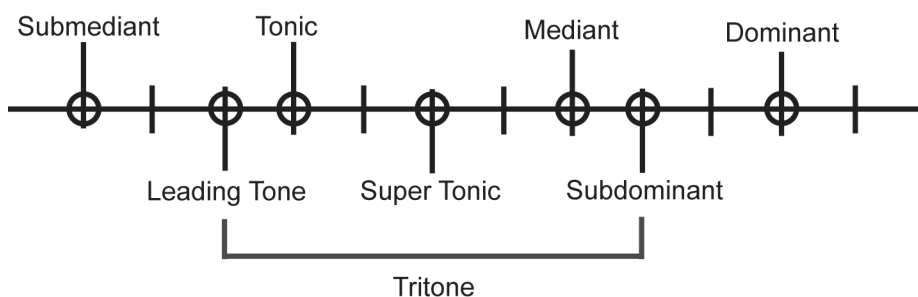 Submediant
Tonic
Mediant
Dominant
Leading Tone
Super Tonic
Subdominant
Tritone